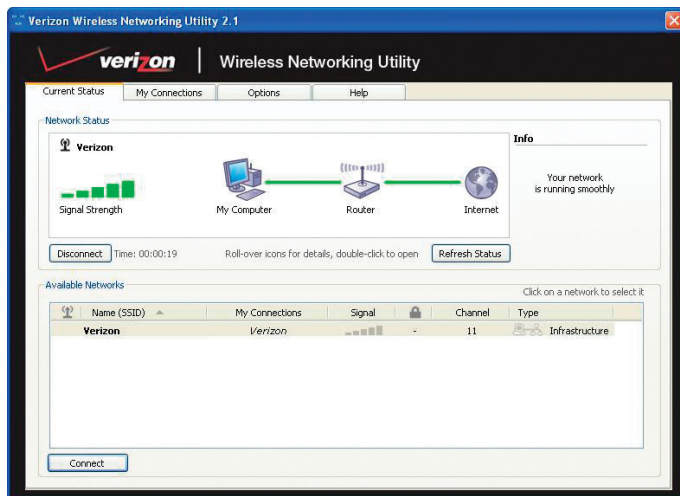 Verizon Wireless Networking Utility 2.1
verizon | Wireless Networking Utility
Current Status My Connections Options Help
Network Status
Verizon
Info
Your network
is running smoothly
Signal Strength My Computer Router Internet
Disconnect Time: 00:00:19 Roll-over icons for details, double-click to open Refresh Status
Available Networks
Click on a network to select it
Name (SSID) My Connections Signal Channel Type
Verizon Verizon - 11 Infrastructure
Connect